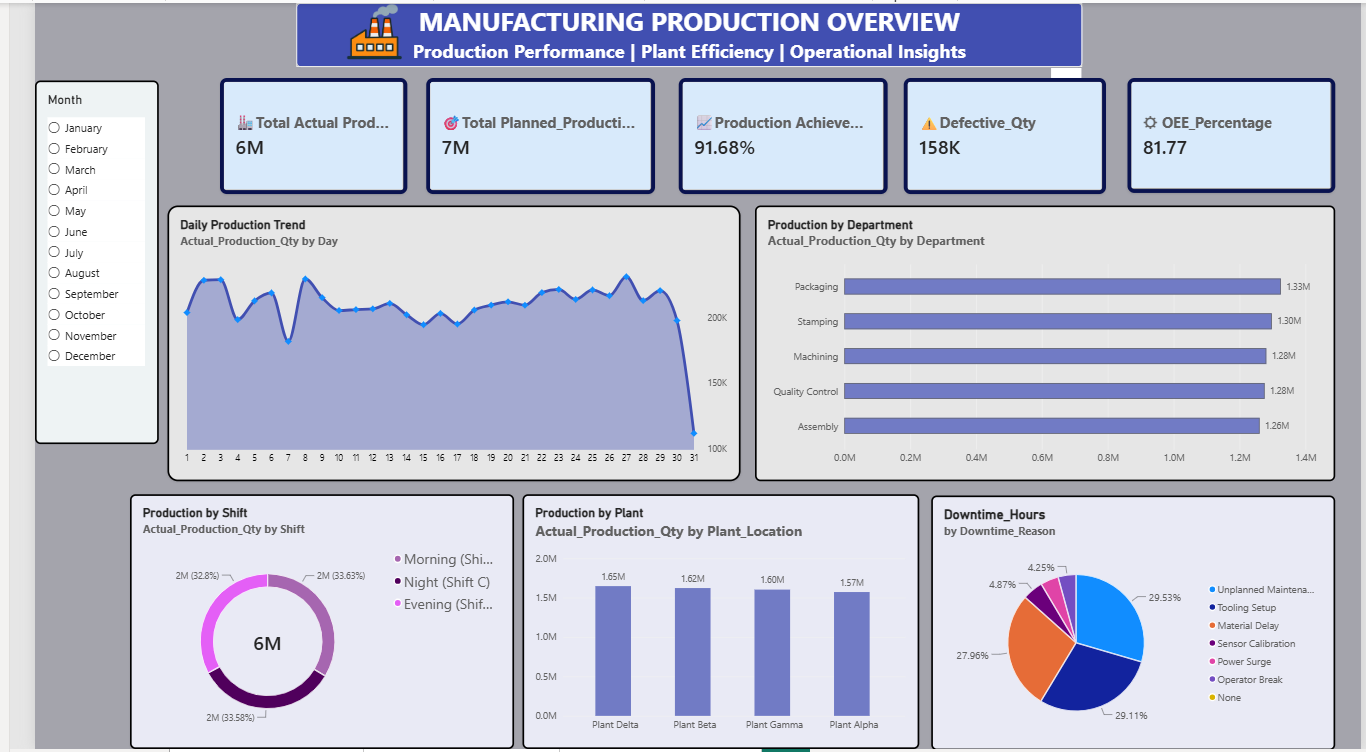 MANUFACTURING PRODUCTION OVERVIEW
Production Performance | Plant Efficiency | Operational Insights
Month
January
February
March
April
May
June
July
August
September
October
November
December
Total Actual Prod...
6M
Total Planned_Producti...
7M
Production Achieve...
91.68%
Defective_Qty
158K
OEE_Percentage
81.77
Daily Production Trend
Actual_Production_Qty by Day
200K
150K
100K
1 2 3 4 5 6 7 8 9 10 11 12 13 14 15 16 17 18 19 20 21 22 23 24 25 26 27 28 29 30 31
Production by Department
Actual_Production_Qty by Department
Packaging 1.33M
Stamping 1.30M
Machining 1.28M
Quality Control 1.28M
Assembly 1.26M
0.0M 0.2M 0.4M 0.6M 0.8M 1.0M 1.2M 1.4M
Production by Shift
Actual_Production_Qty by Shift
2M (32.8%)
2M (33.63%)
6M
2M (33.58%)
Morning (Shi...
Night (Shift C)
Evening (Shif...
Production by Plant
Actual_Production_Qty by Plant_Location
2.0M
1.5M
1.0M
0.5M
0.0M
1.65M 1.62M 1.60M 1.57M
Plant Delta Plant Beta Plant Gamma Plant Alpha
Downtime_Hours
by Downtime_Reason
4.25%
4.87%
29.53%
27.96%
29.11%
Unplanned Maintena...
Tooling Setup
Material Delay
Sensor Calibration
Power Surge
Operator Break
None